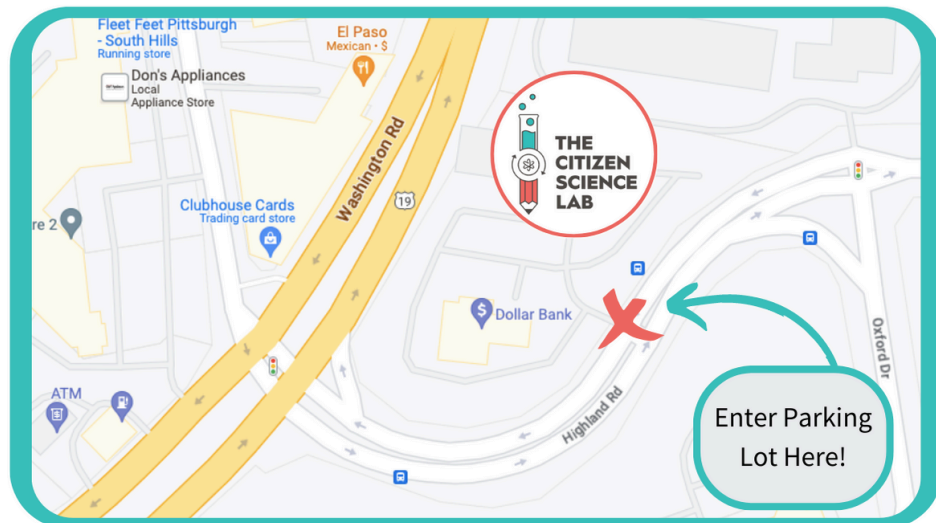 Fleet Feet Pittsburgh
- South Hills
Running store
Don's Appliances
Local
Appliance Store
El Paso
Mexican • $
Washington Rd
19
THE
CITIZEN
SCIENCE
LAB
Clubhouse Cards
Trading card store
re 2
$
Dollar Bank
ATM
$
Highland Rd
Oxford Dr
Enter Parking
Lot Here!